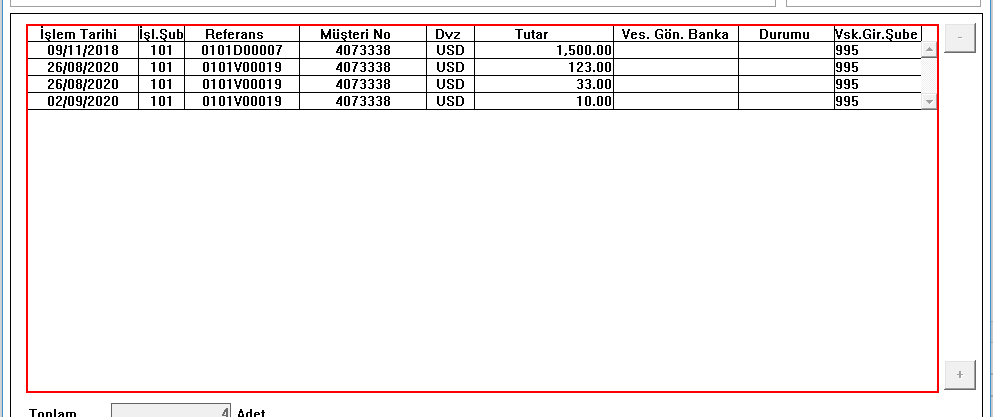 İşlem Tarihi İşl.Şub Referans Müşteri No Dvz Tutar Ves. Gön. Banka Durumu Vsk.Gir.Şube -
09/11/2018 101 0101D00007 4073338 USD 1,500.00 995
26/08/2020 101 0101V00019 4073338 USD 123.00 995
26/08/2020 101 0101V00019 4073338 USD 33.00 995
02/09/2020 101 0101V00019 4073338 USD 10.00 995
+
Toplam 4 Adet